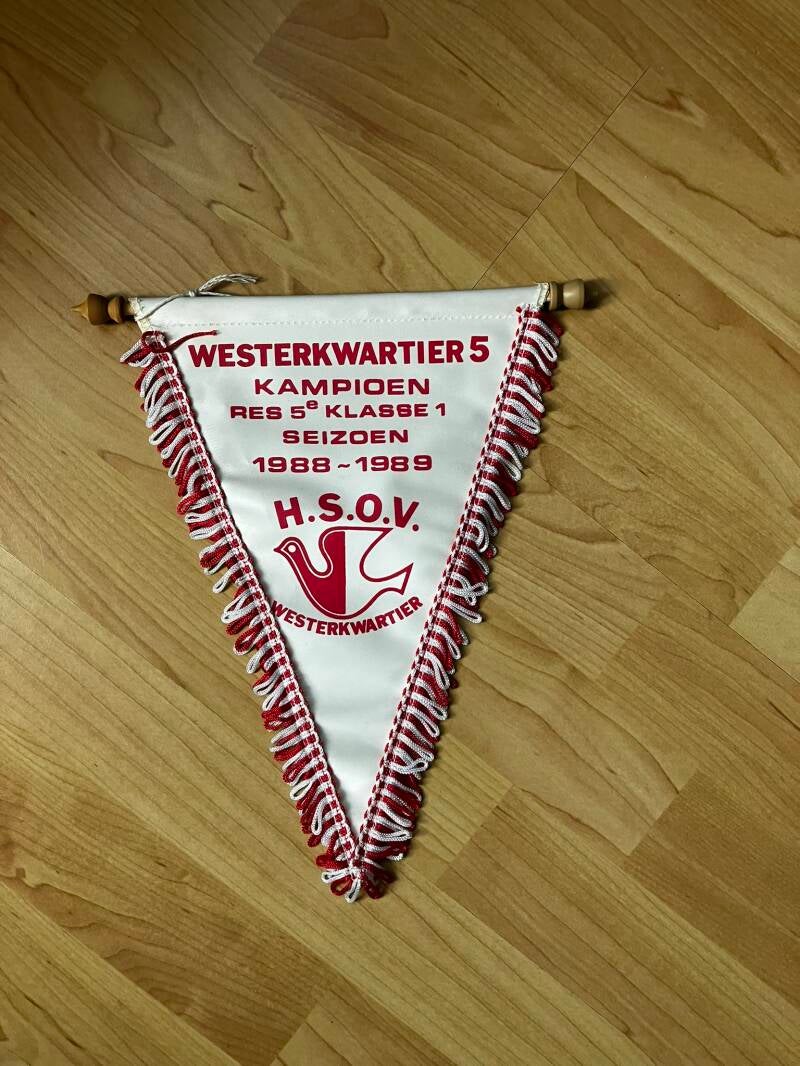 WESTERKWARTIER 5
KAMPIOEN
RES 5e KLASSE 1
SEIZOEN
1988 ~ 1989
H.S.O.V.
WESTERKWARTIER